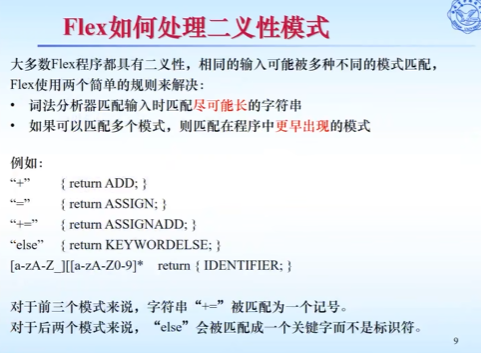 Flex如何处理二义性模式
大多数Flex程序都具有二义性，相同的输入可能被多种不同的模式匹配，
Flex使用两个简单的规则来解决：
• 词法分析器匹配输入时匹配尽可能长的字符串
• 如果可以匹配多个模式，则匹配在程序中更早出现的模式
例如：
“+” { return ADD; }
“=” { return ASSIGN; }
“+=” { return ASSIGNADD; }
“else” { return KEYWORDELSE; }
[a-zA-Z_][[a-zA-Z0-9]* return { IDENTIFIER; }
对于前三个模式来说，字符串“+=”被匹配为一个记号。
对于后两个模式来说，“else”会被匹配成一个关键字而不是标识符。
9